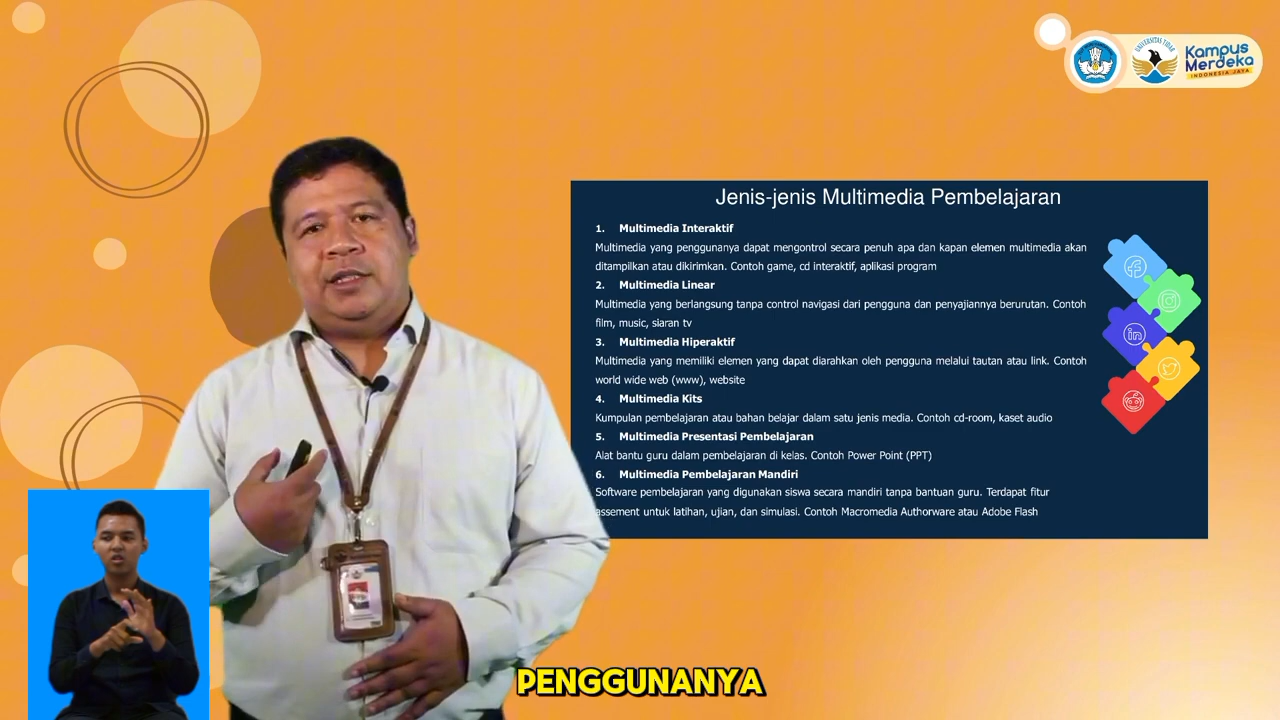 UNIVERSITAS TIDAR
Kampus
Merdeka
INDONESIA JAYA
Jenis-jenis Multimedia Pembelajaran
1. Multimedia Interaktif
Multimedia yang penggunanya dapat mengontrol secara penuh apa dan kapan elemen multimedia akan
ditampilkan atau dikirimkan. Contoh game, cd interaktif, aplikasi program
2. Multimedia Linear
Multimedia yang berlangsung tanpa control navigasi dari pengguna dan penyajiannya berurutan. Contoh
film, music, siaran tv
3. Multimedia Hiperaktif
Multimedia yang memiliki elemen yang dapat diarahkan oleh pengguna melalui tautan atau link. Contoh
world wide web (www), website
4. Multimedia Kits
Kumpulan pembelajaran atau bahan belajar dalam satu jenis media. Contoh cd-room, kaset audio
5. Multimedia Presentasi Pembelajaran
Alat bantu guru dalam pembelajaran di kelas. Contoh Power Point (PPT)
6. Multimedia Pembelajaran Mandiri
Software pembelajaran yang digunakan siswa secara mandiri tanpa bantuan guru. Terdapat fitur
assement untuk latihan, ujian, dan simulasi. Contoh Macromedia Authorware atau Adobe Flash
PENGGUNANYA